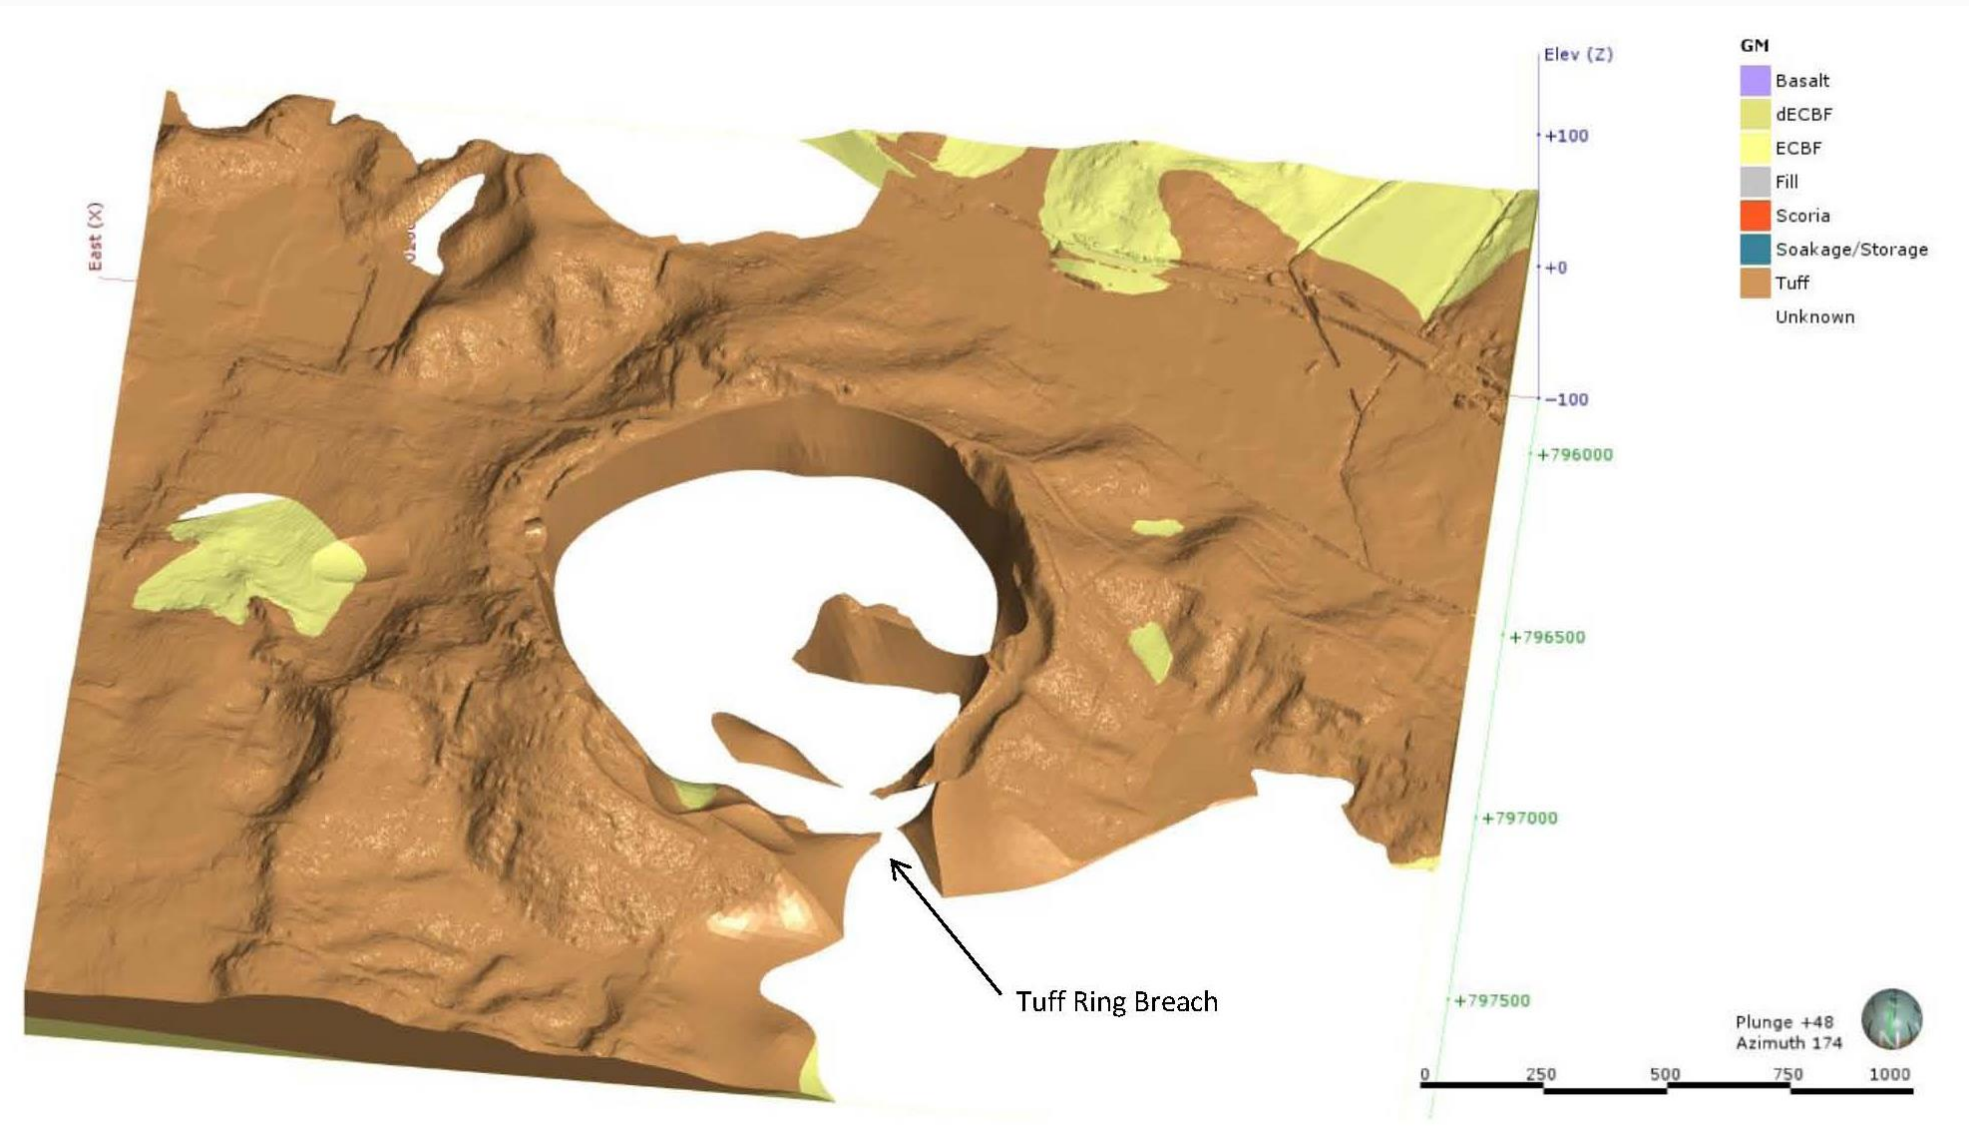 Elev (Z)
+100
+0
-100
+796000
+796500
+797000
+797500
East (X)
GM
Basalt
dECBF
ECBF
Fill
Scoria
Soakage/Storage
Tuff
Unknown
Tuff Ring Breach
Plunge +48
Azimuth 174
N
0 250 500 750 1000